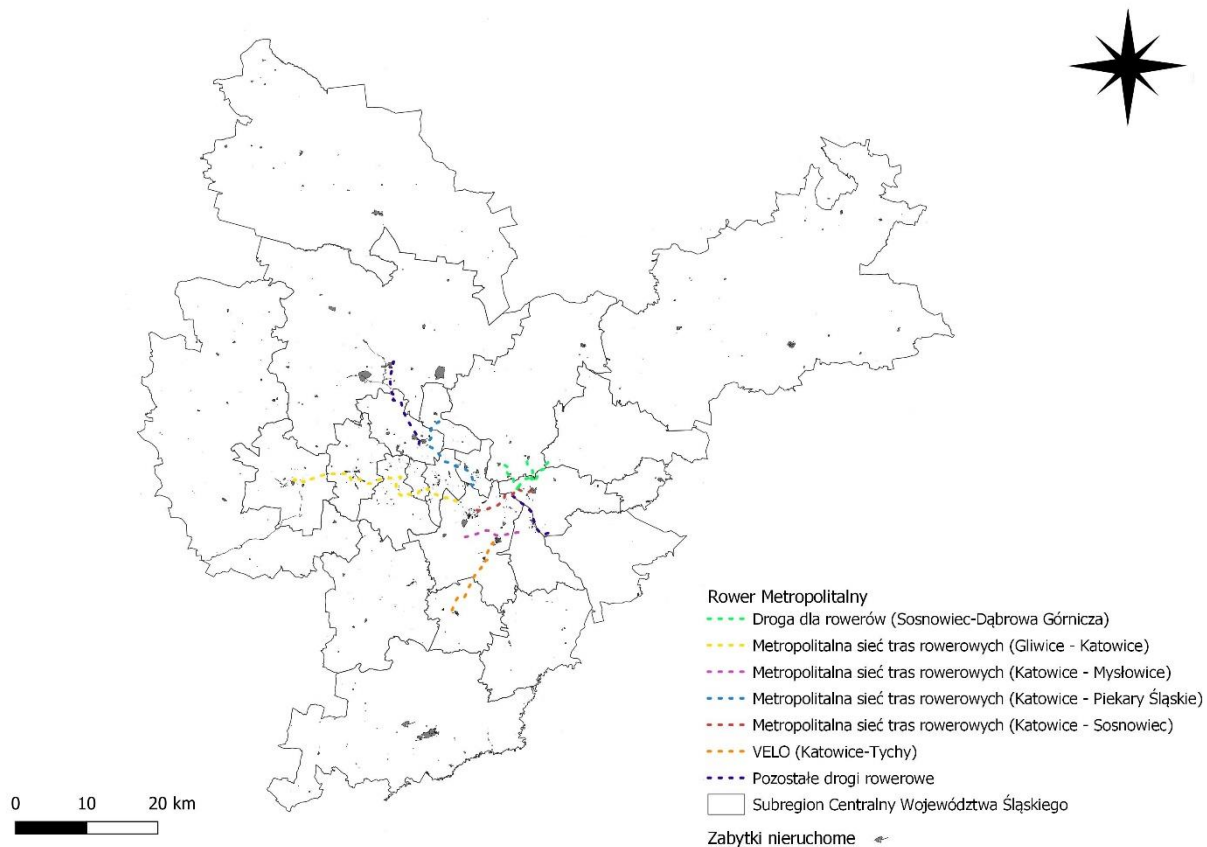 Rower Metropolitalny
Droga dla rowerów (Sosnowiec-Dąbrowa Górnicza)
Metropolitalna sieć tras rowerowych (Gliwice - Katowice)
Metropolitalna sieć tras rowerowych (Katowice - Mysłowice)
Metropolitalna sieć tras rowerowych (Katowice - Piekary Śląskie)
Metropolitalna sieć tras rowerowych (Katowice - Sosnowiec)
VELO (Katowice-Tychy)
Pozostałe drogi rowerowe
Subregion Centralny Województwa Śląskiego
Zabytki nieruchome
0 10 20 km